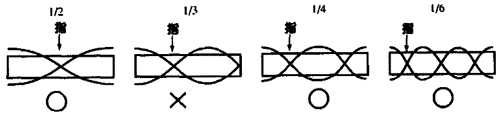 1/2 1/3 1/4 1/6
指 指 指 指
○ × ○ ○